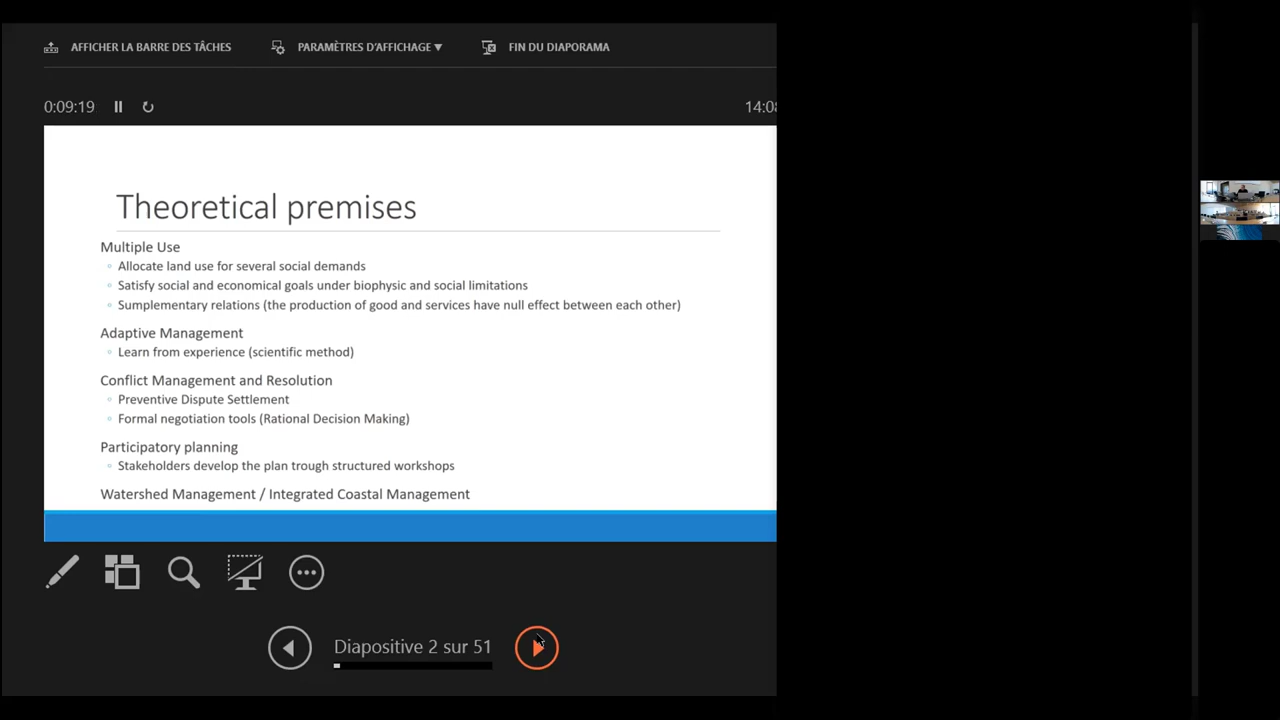 AFFICHER LA BARRE DES TÂCHES PARAMÈTRES D'AFFICHAGE ▼ FIN DU DIAPORAMA
0:09:19 14:08
Theoretical premises
Multiple Use
Allocate land use for several social demands
Satisfy social and economical goals under biophysic and social limitations
Sumplementary relations (the production of good and services have null effect between each other)
Adaptive Management
Learn from experience (scientific method)
Conflict Management and Resolution
Preventive Dispute Settlement
Formal negotiation tools (Rational Decision Making)
Participatory planning
Stakeholders develop the plan trough structured workshops
Watershed Management / Integrated Coastal Management
Diapositive 2 sur 51